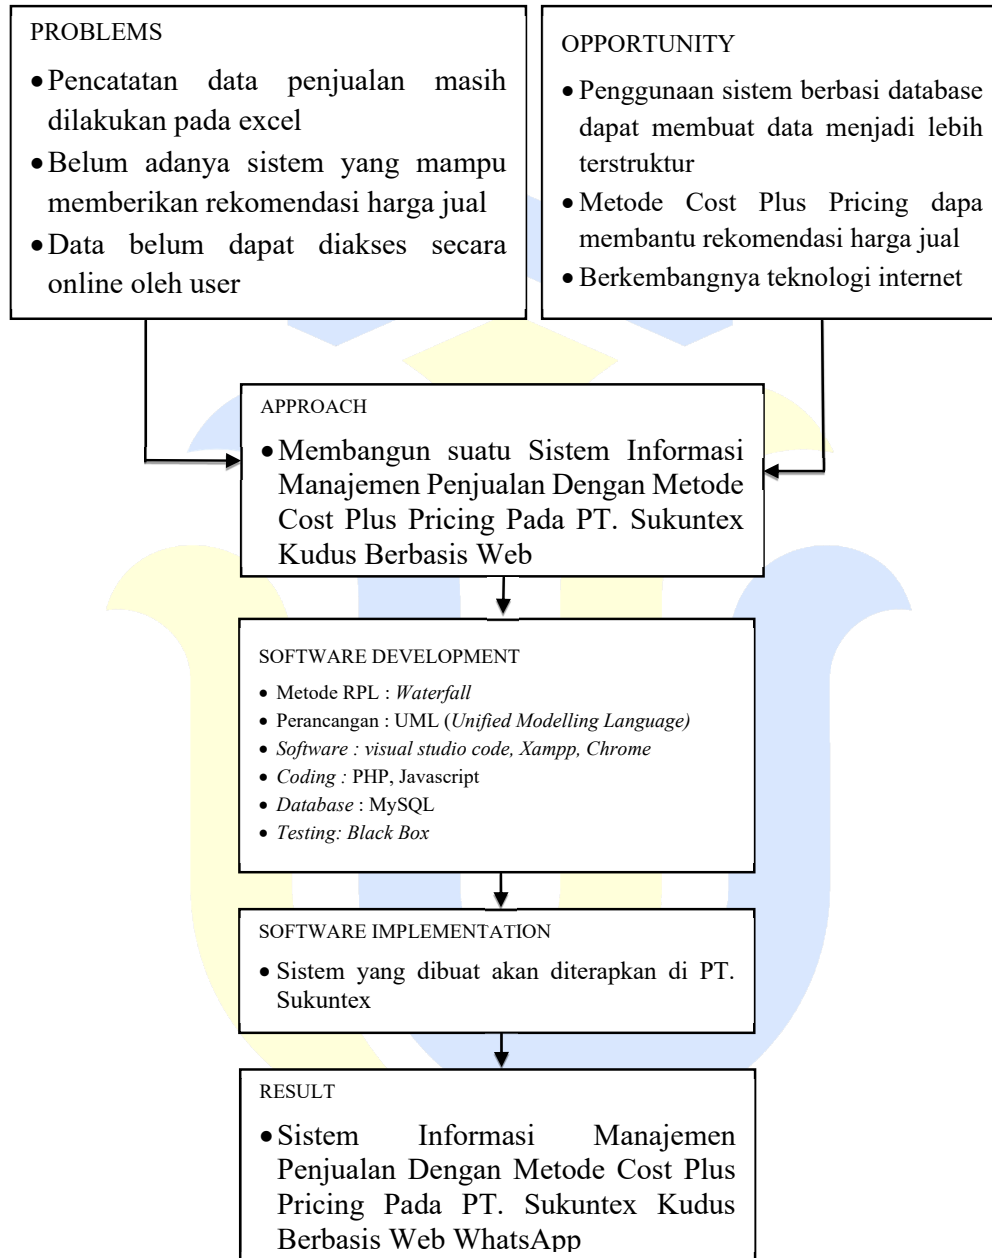 PROBLEMS
•Pencatatan data penjualan masih
dilakukan pada excel
•Belum adanya sistem yang mampu
memberikan rekomendasi harga jual
•Data belum dapat diakses secara
online oleh user
OPPORTUNITY
•Penggunaan sistem berbasi database
dapat membuat data menjadi lebih
terstruktur
•Metode Cost Plus Pricing dapa
membantu rekomendasi harga jual
•Berkembangnya teknologi internet
APPROACH
•Membangun suatu Sistem Informasi
Manajemen Penjualan Dengan Metode
Cost Plus Pricing Pada PT. Sukuntex
Kudus Berbasis Web
SOFTWARE DEVELOPMENT
• Metode RPL : Waterfall
• Perancangan : UML (Unified Modelling Language)
• Software : visual studio code, Xampp, Chrome
• Coding : PHP, Javascript
• Database : MySQL
• Testing: Black Box
SOFTWARE IMPLEMENTATION
• Sistem yang dibuat akan diterapkan di PT.
Sukuntex
RESULT
•Sistem Informasi Manajemen
Penjualan Dengan Metode Cost Plus
Pricing Pada PT. Sukuntex Kudus
Berbasis Web WhatsApp